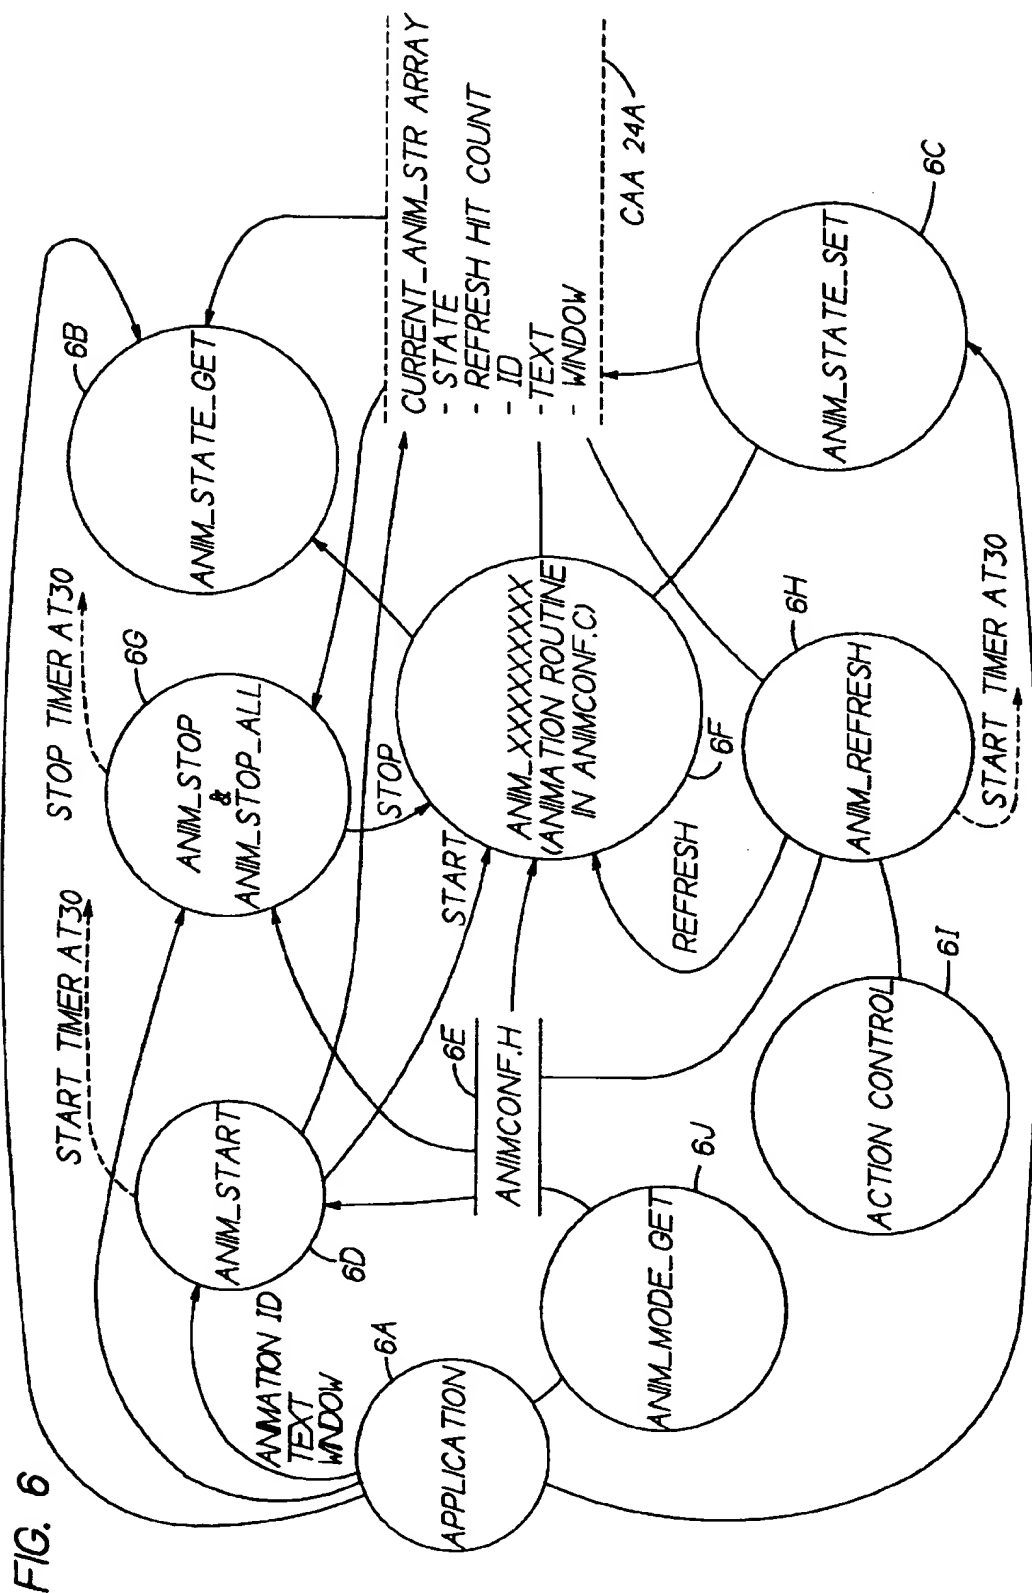 FIG. 6
START TIMER AT30
STOP TIMER AT30
6B
6G
ANIM_START
6D
ANIM_STOP
&
ANIM_STOP_ALL
ANIM_STATE_GET
ANIMATION ID
TEXT
WINDOW
6A
APPLICATION
START
STOP
CURRENT_ANIM_STR ARRAY
- STATE
- REFRESH HIT COUNT
- ID
- TEXT
- WINDOW
6E
ANIMCONF.H
ANIM_XXXXXXXXX
(ANIMATION ROUTINE
IN ANIMCONF.C)
6F
CAA 24A
6J
ANIM_MODE_GET
REFRESH
6H
ANIM_REFRESH
6C
ANIM_STATE_SET
6I
ACTION CONTROL
START TIMER AT30